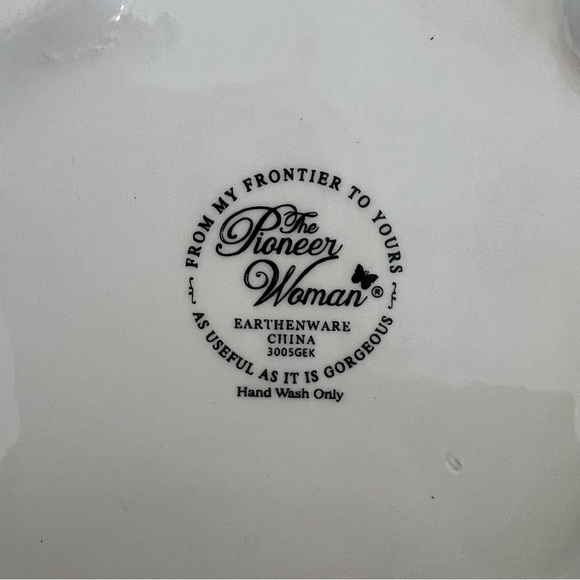 FROM MY FRONTIER TO YOURS
The
Pioneer
Woman®
EARTHENWARE
CHINA
3005GEK
AS USEFUL AS IT IS GORGEOUS
Hand Wash Only